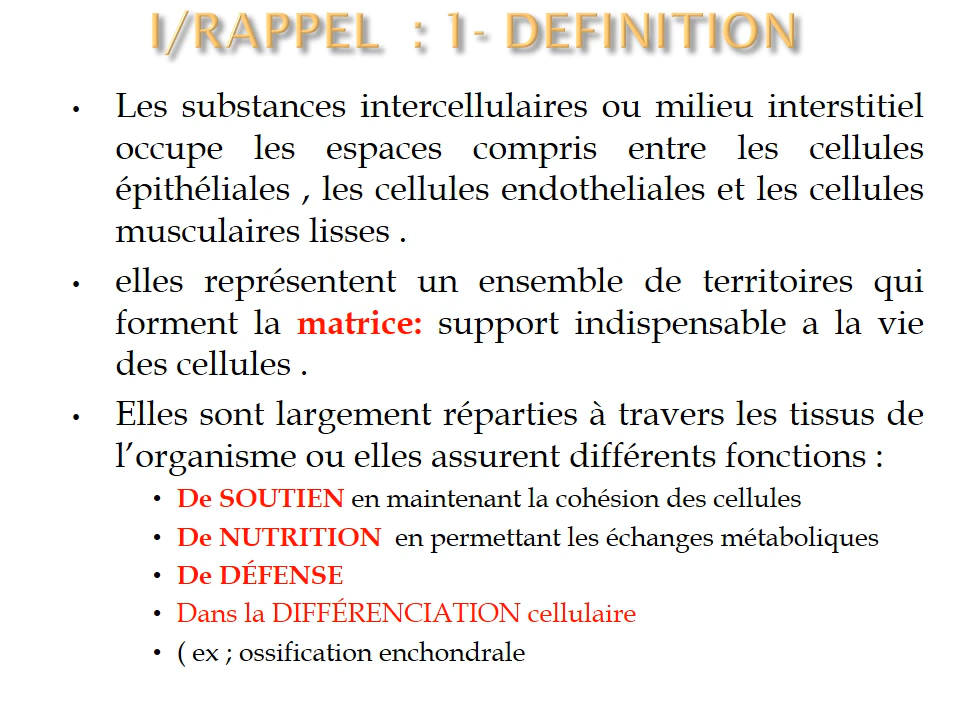 I/RAPPEL : 1- DEFINITION
• Les substances intercellulaires ou milieu interstitiel
occupe les espaces compris entre les cellules
épithéliales , les cellules endotheliales et les cellules
musculaires lisses .
• elles représentent un ensemble de territoires qui
forment la matrice: support indispensable a la vie
des cellules .
• Elles sont largement réparties à travers les tissus de
l’organisme ou elles assurent différents fonctions :
• De SOUTIEN en maintenant la cohésion des cellules
• De NUTRITION en permettant les échanges métaboliques
• De DÉFENSE
• Dans la DIFFÉRENCIATION cellulaire
• ( ex ; ossification enchondrale